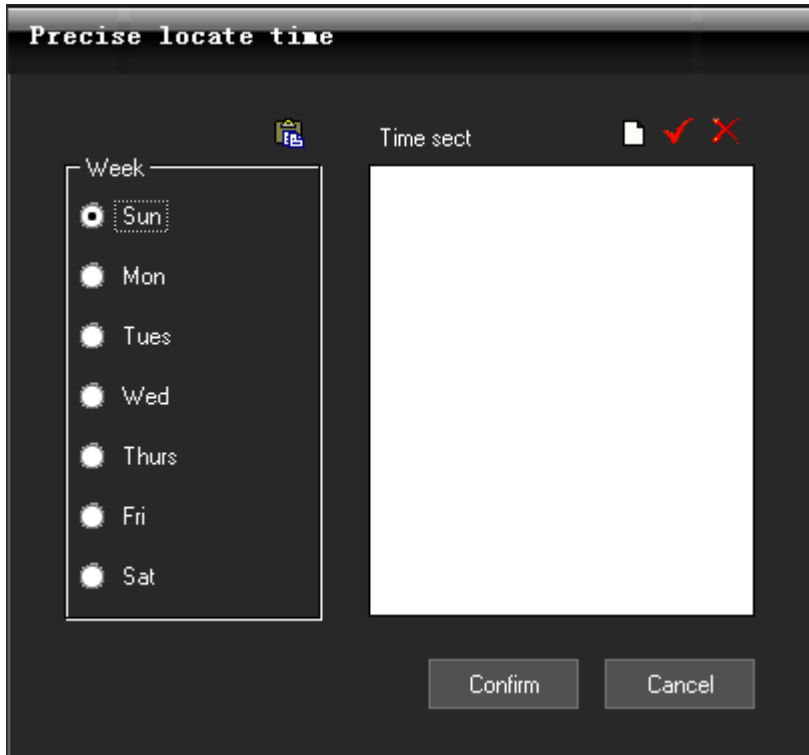 Precise locate time
Time sect
Week
Sun
Mon
Tues
Wed
Thurs
Fri
Sat
Confirm
Cancel